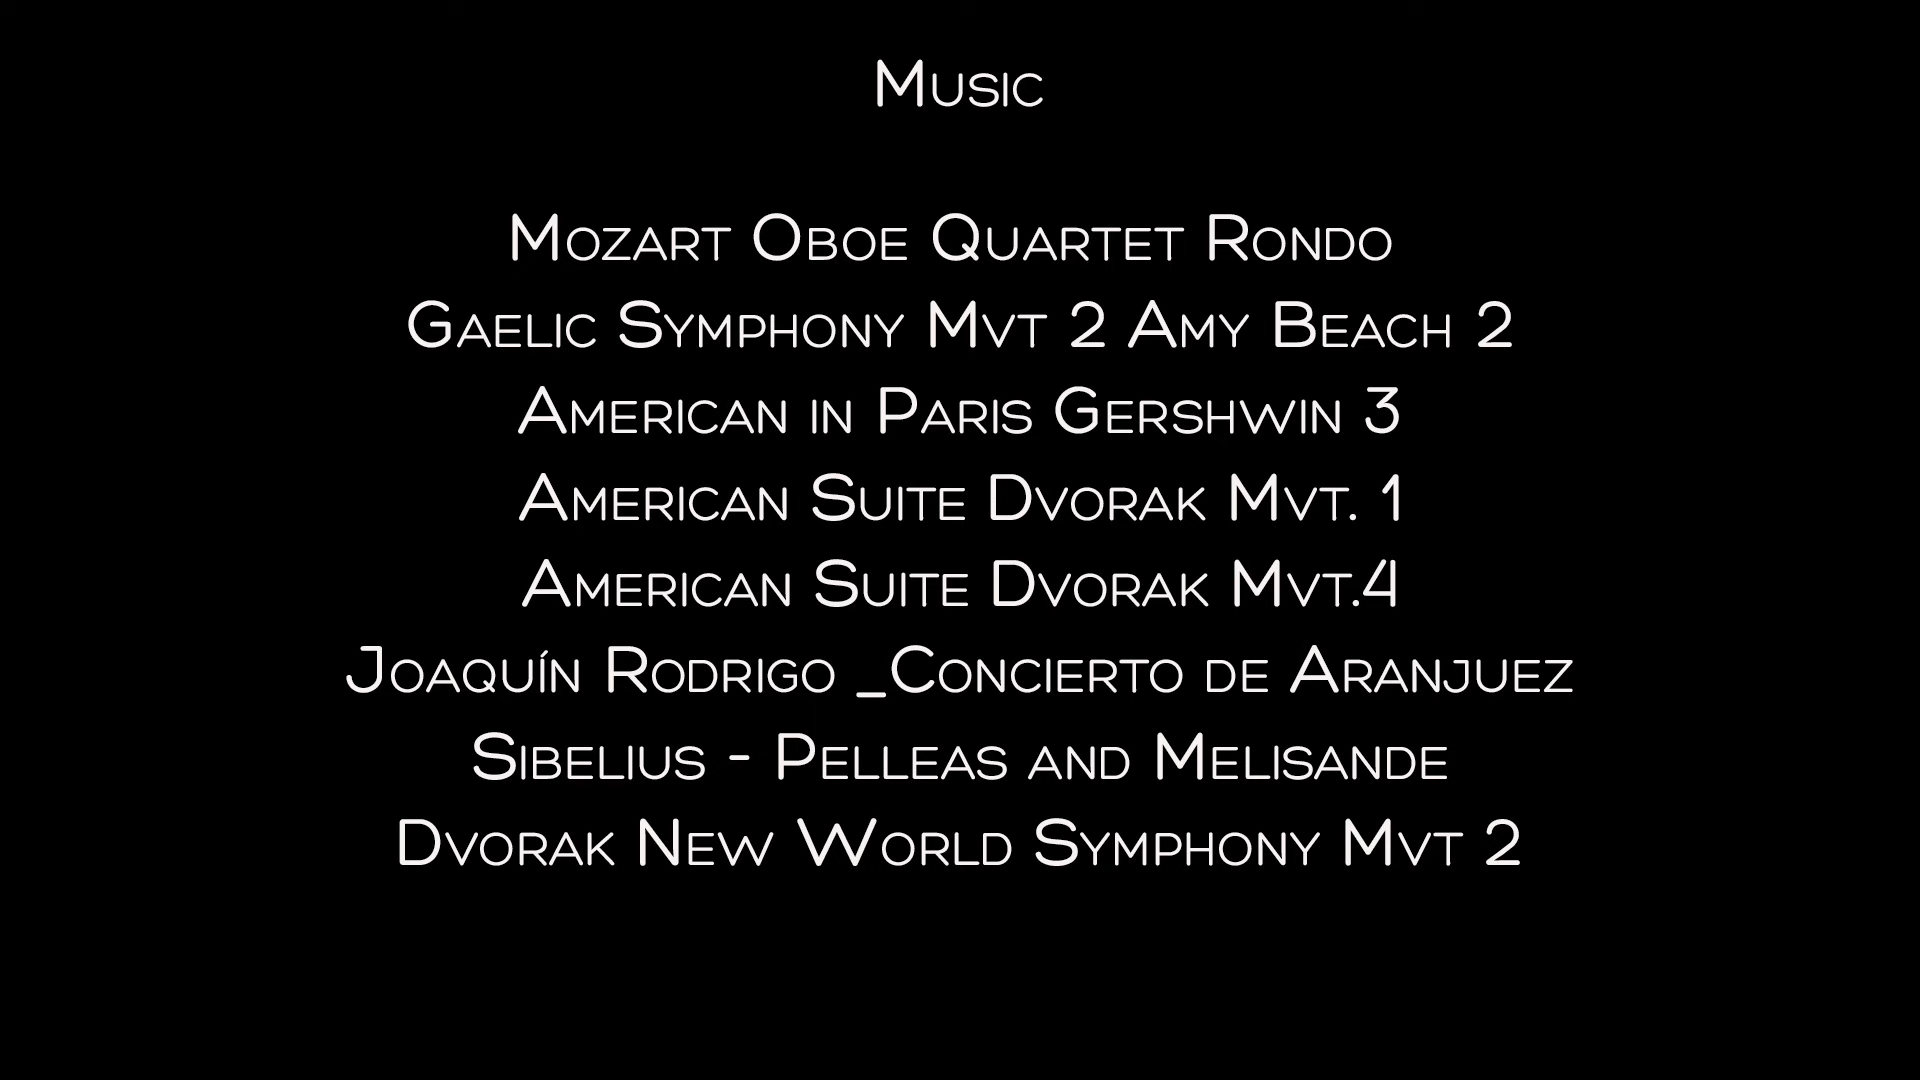 Music
Mozart Oboe Quartet Rondo
Gaelic Symphony Mvt 2 Amy Beach 2
American in Paris Gershwin 3
American Suite Dvorak Mvt. 1
American Suite Dvorak Mvt.4
Joaquín Rodrigo _Concierto de Aranjuez
Sibelius - Pelleas and Melisande
Dvorak New World Symphony Mvt 2